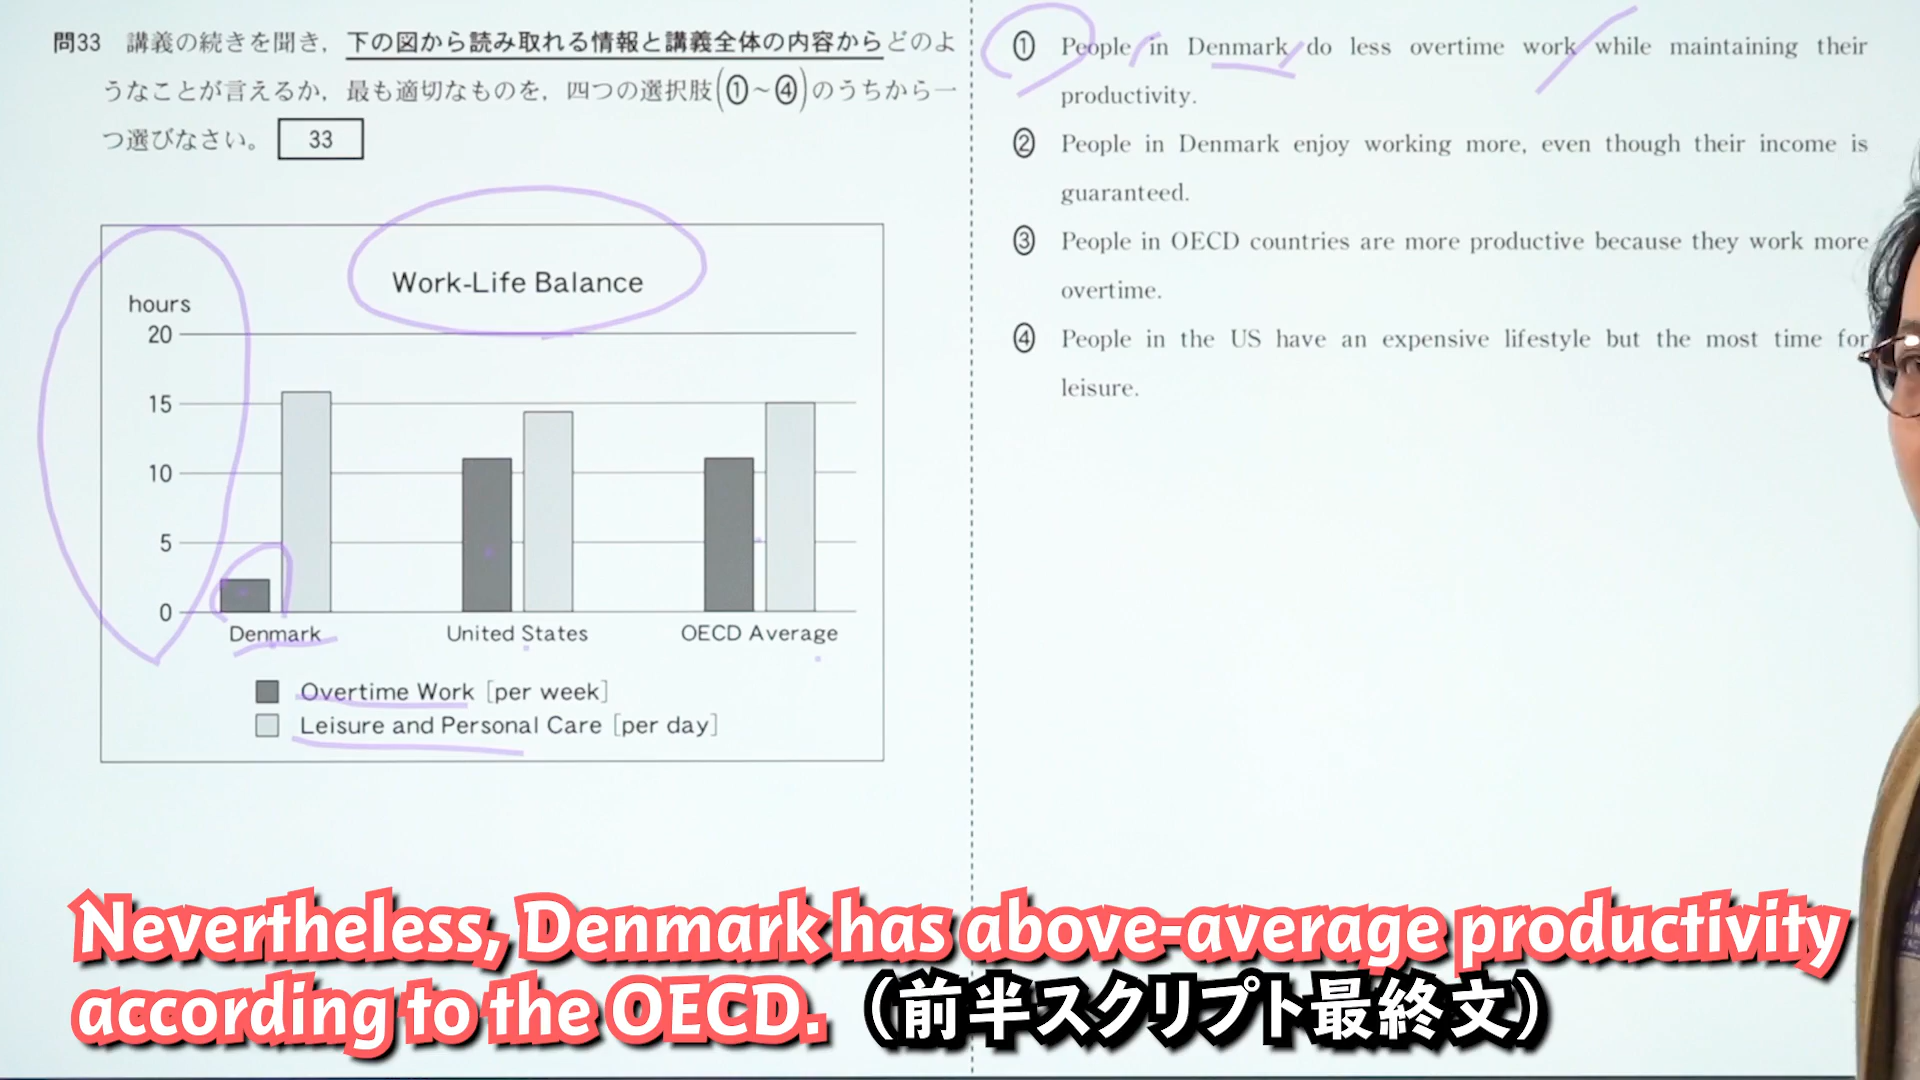 問33 講義の続きを聞き，下の図から読み取れる情報と講義全体の内容からどのよ
うなことが言えるか，最も適切なものを，四つの選択肢(①～④)のうちから一
つ選びなさい。 33
Work-Life Balance
hours
20
15
10
5
0
Denmark United States OECD Average
Overtime Work [per week]
Leisure and Personal Care [per day]
① People in Denmark do less overtime work while maintaining their
productivity.
② People in Denmark enjoy working more, even though their income is
guaranteed.
③ People in OECD countries are more productive because they work more
overtime.
④ People in the US have an expensive lifestyle but the most time for
leisure.
Nevertheless, Denmark has above-average productivity
according to the OECD.（前半スクリプト最終文）